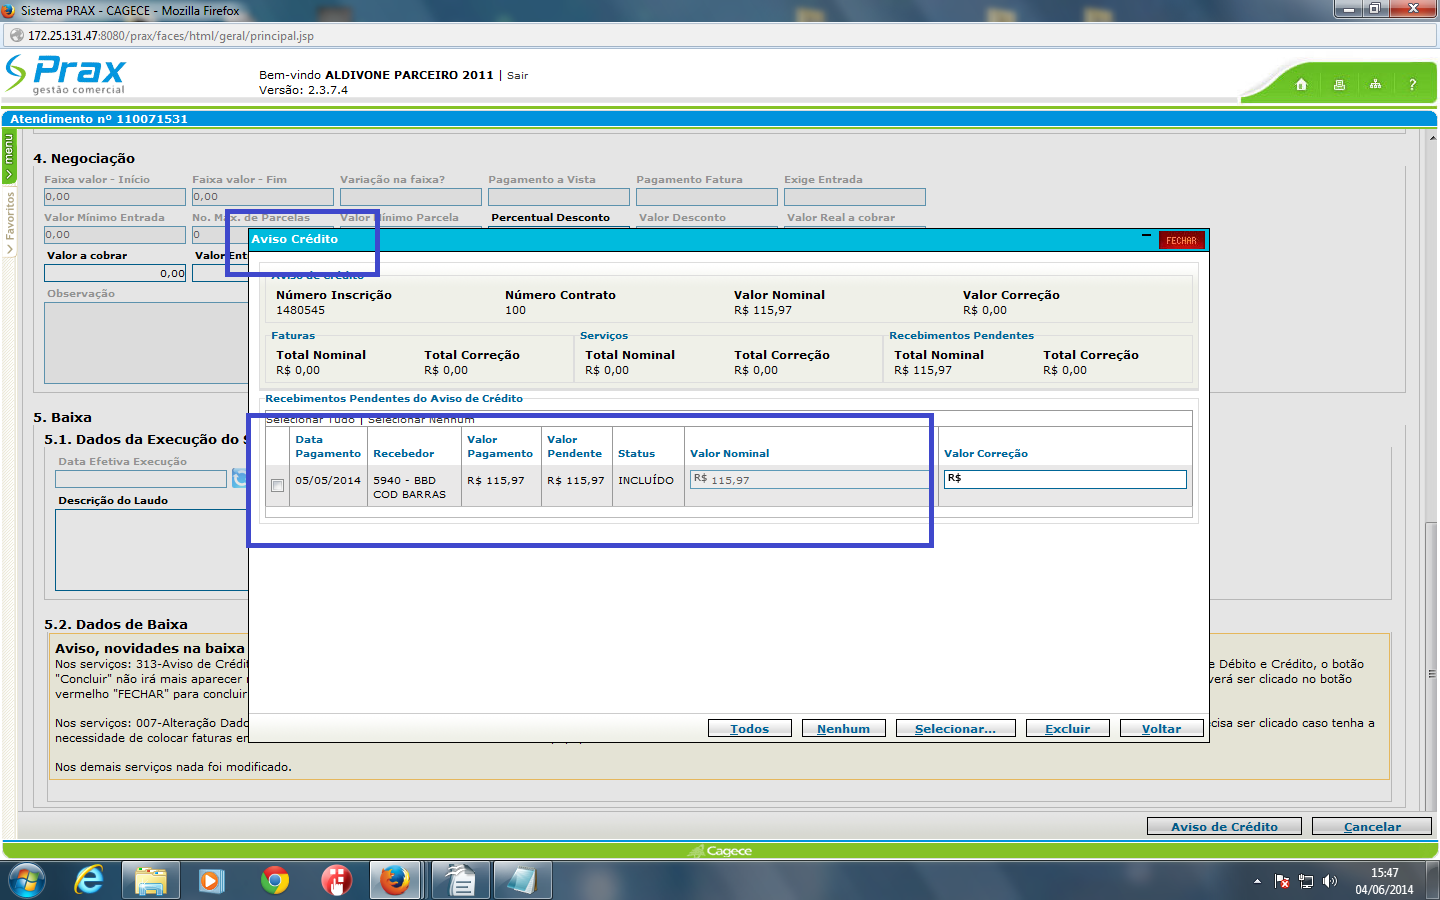 Sistema PRAX - CAGECE - Mozilla Firefox
172.25.131.47:8080/prax/faces/html/geral/principal.jsp
Prax
gestão comercial
Bem-vindo ALDIVONE PARCEIRO 2011 | Sair
Versão: 2.3.7.4
?
Atendimento nº 110071531
menu
Favoritos
4. Negociação
Faixa valor - Início Faixa valor - Fim Variação na faixa? Pagamento a Vista Pagamento Fatura Exige Entrada
0,00 0,00
Valor Mínimo Entrada No. Max. de Parcelas Valor Mínimo Parcela Percentual Desconto Valor Desconto Valor Real a cobrar
0,00 0
Valor a cobrar Valor Ent
0,00
Observação
Aviso Crédito
FECHAR
Aviso de Crédito
Número Inscrição Número Contrato Valor Nominal Valor Correção
1480545 100 R$ 115,97 R$ 0,00
Faturas Serviços Recebimentos Pendentes
Total Nominal Total Correção Total Nominal Total Correção Total Nominal Total Correção
R$ 0,00 R$ 0,00 R$ 0,00 R$ 0,00 R$ 115,97 R$ 0,00
Recebimentos Pendentes do Aviso de Crédito
Selecionar Tudo | Selecionar Nenhum
Data Pagamento Recebedor Valor Pagamento Valor Pendente Status Valor Nominal Valor Correção
05/05/2014 5940 - BBD COD BARRAS R$ 115,97 R$ 115,97 INCLUÍDO R$ 115,97 R$
Todos Nenhum Selecionar... Excluir Voltar
5. Baixa
5.1. Dados da Execução do S
Data Efetiva Execução
Descrição do Laudo
5.2. Dados de Baixa
Aviso, novidades na baixa
Nos serviços: 313-Aviso de Crédit e Débito e Crédito, o botão
"Concluir" não irá mais aparecer verá ser clicado no botão
vermelho "FECHAR" para concluir
Nos serviços: 007-Alteração Dado cisa ser clicado caso tenha a
necessidade de colocar faturas er
Nos demais serviços nada foi modificado.
Aviso de Crédito Cancelar
Cagece
15:47
04/06/2014